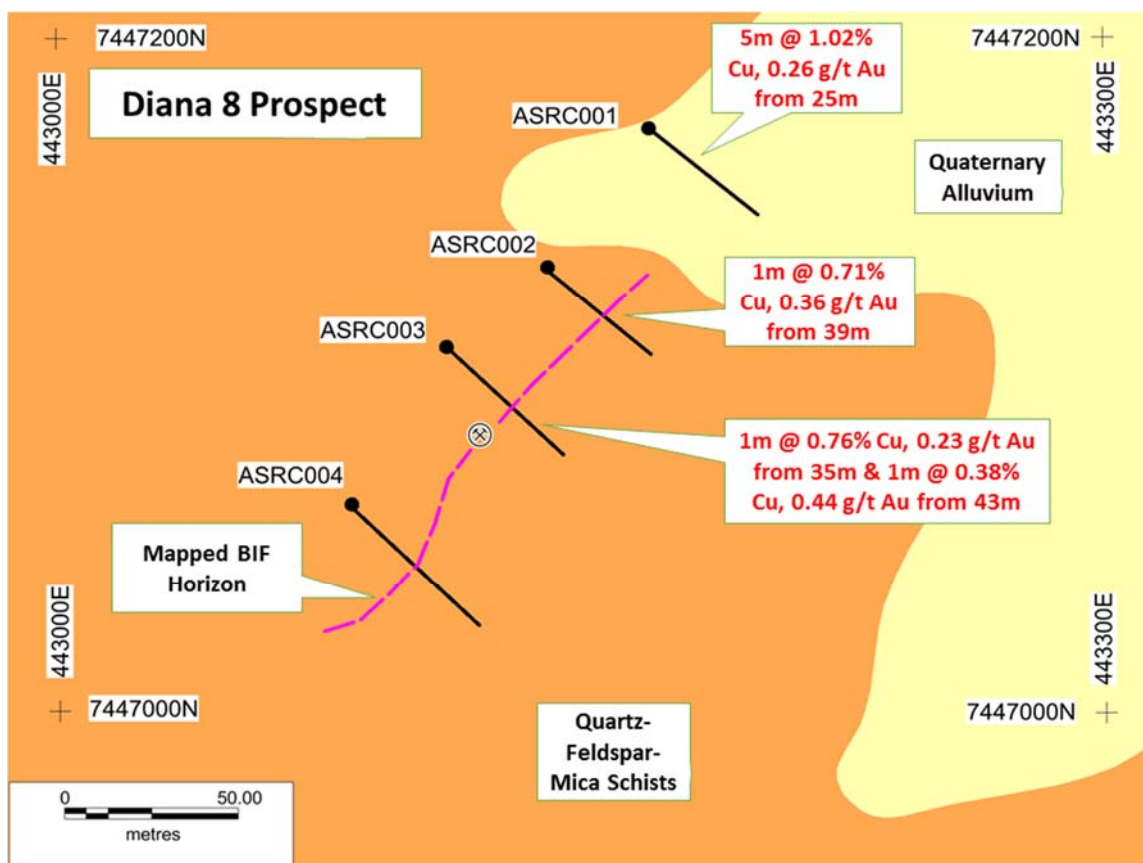 7447200N
7447200N
443000E
443300E
Diana 8 Prospect
5m @ 1.02%
Cu, 0.26 g/t Au
from 25m
ASRC001
Quaternary
Alluvium
ASRC002
1m @ 0.71%
Cu, 0.36 g/t Au
from 39m
ASRC003
1m @ 0.76% Cu, 0.23 g/t Au
from 35m & 1m @ 0.38%
Cu, 0.44 g/t Au from 43m
ASRC004
Mapped BIF
Horizon
443000E
443300E
7447000N
7447000N
Quartz-
Feldspar-
Mica Schists
0 50.00
metres